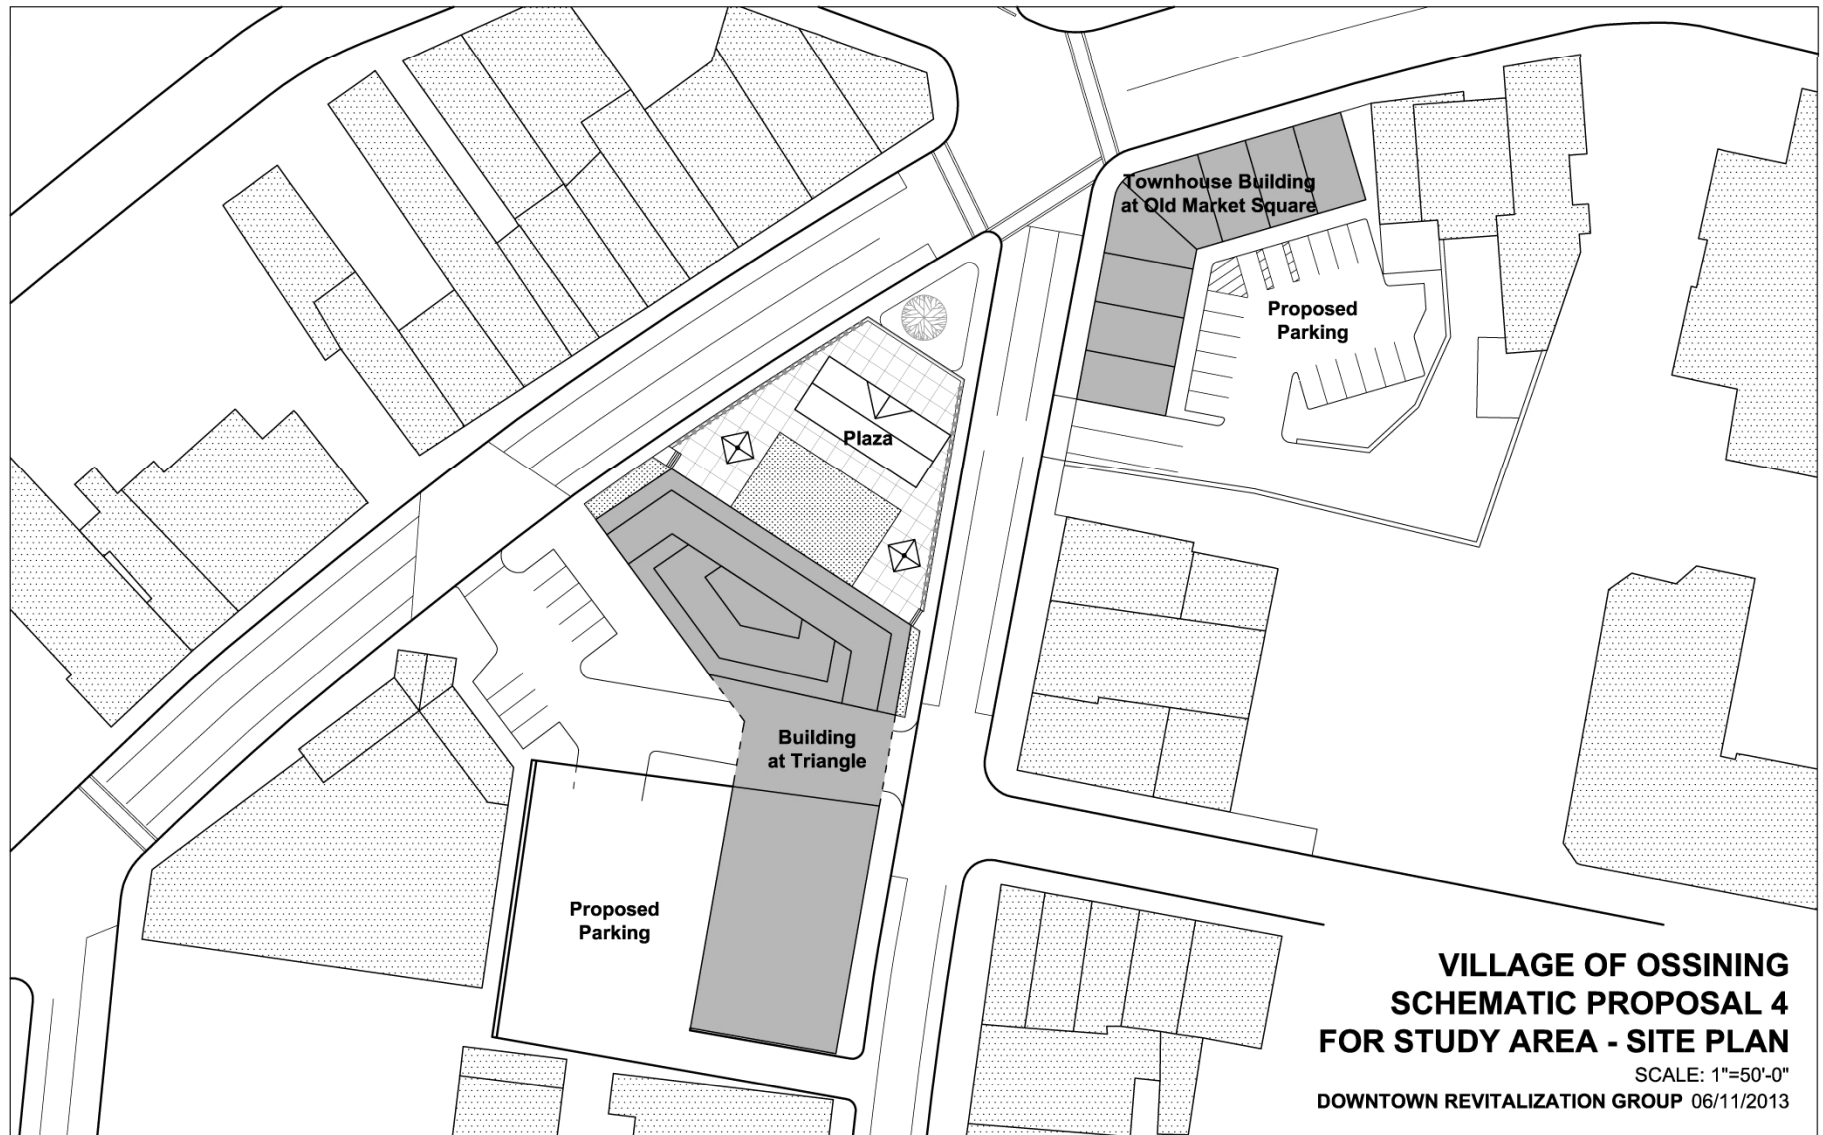 Townhouse Building
at Old Market Square
Proposed
Parking
Plaza
Building
at Triangle
Proposed
Parking
VILLAGE OF OSSINING
SCHEMATIC PROPOSAL 4
FOR STUDY AREA - SITE PLAN
SCALE: 1"=50'-0"
DOWNTOWN REVITALIZATION GROUP 06/11/2013